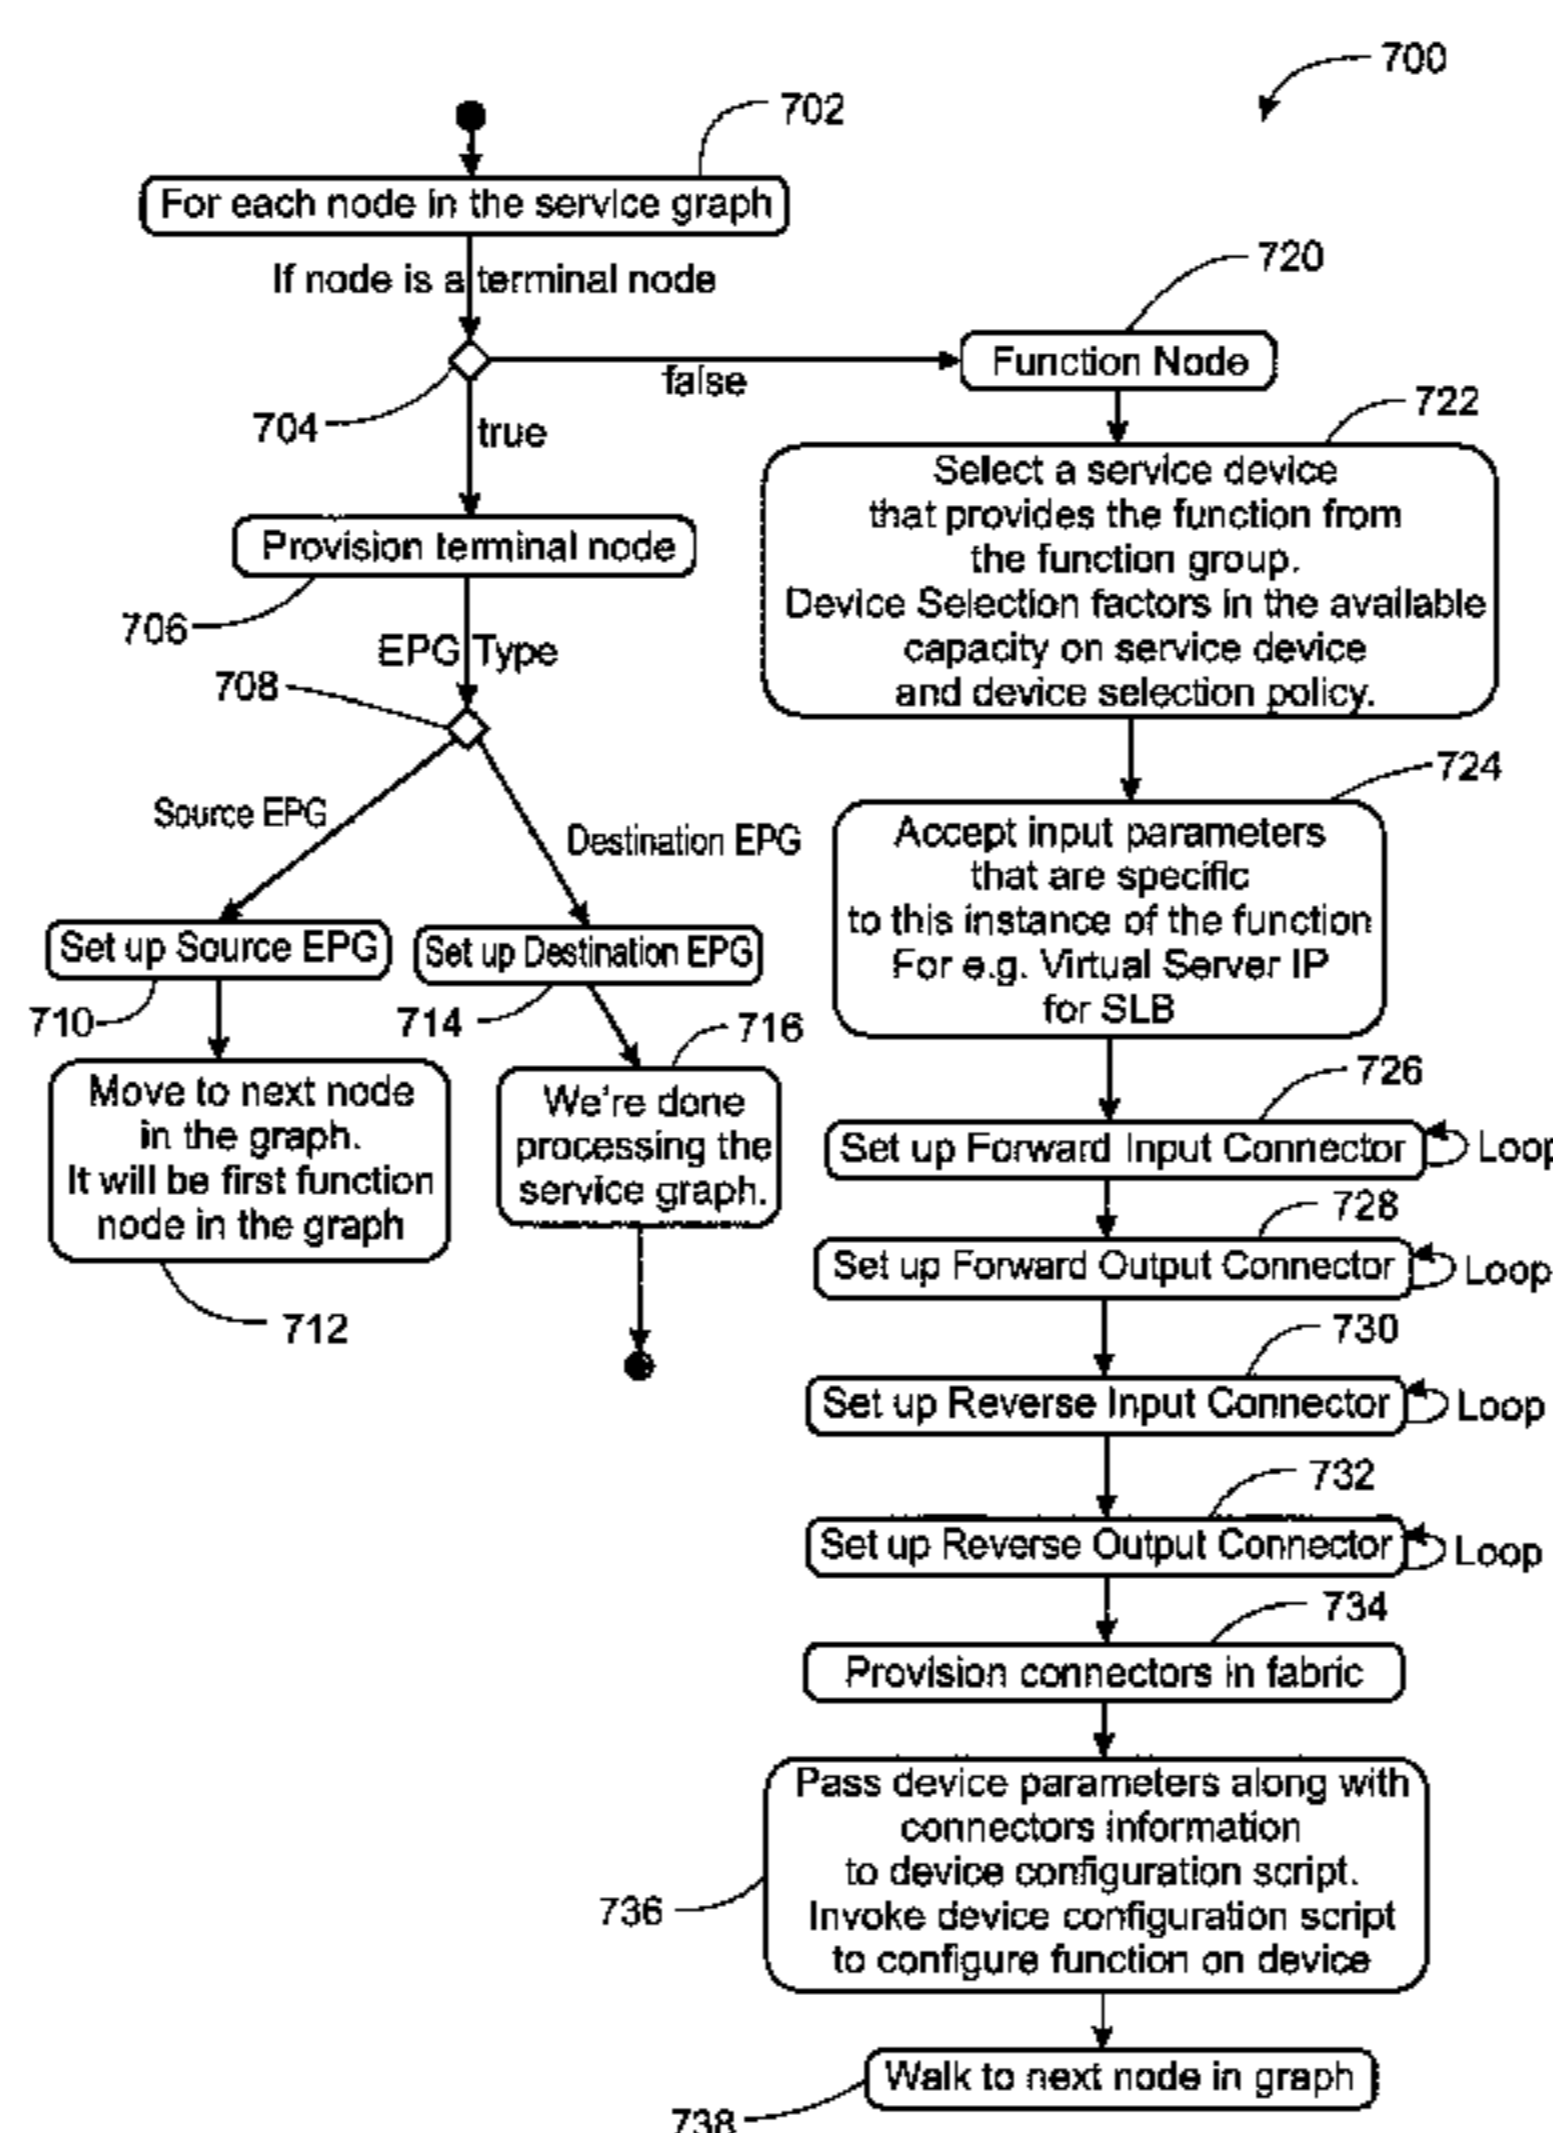 700
702
For each node in the service graph
If node is a terminal node
704
false
true
720
Function Node
722
Select a service device
that provides the function from
the function group.
Device Selection factors in the available
capacity on service device
and device selection policy.
Provision terminal node
706
EPG Type
708
Source EPG
Destination EPG
Set up Source EPG
710
Set up Destination EPG
714
716
Move to next node
in the graph.
It will be first function
node in the graph
712
We're done
processing the
service graph.
724
Accept input parameters
that are specific
to this instance of the function
For e.g. Virtual Server IP
for SLB
726
Set up Forward Input Connector
Loop
728
Set up Forward Output Connector
Loop
730
Set up Reverse Input Connector
Loop
732
Set up Reverse Output Connector
Loop
734
Provision connectors in fabric
Pass device parameters along with
connectors information
to device configuration script.
Invoke device configuration script
to configure function on device
736
Walk to next node in graph
738